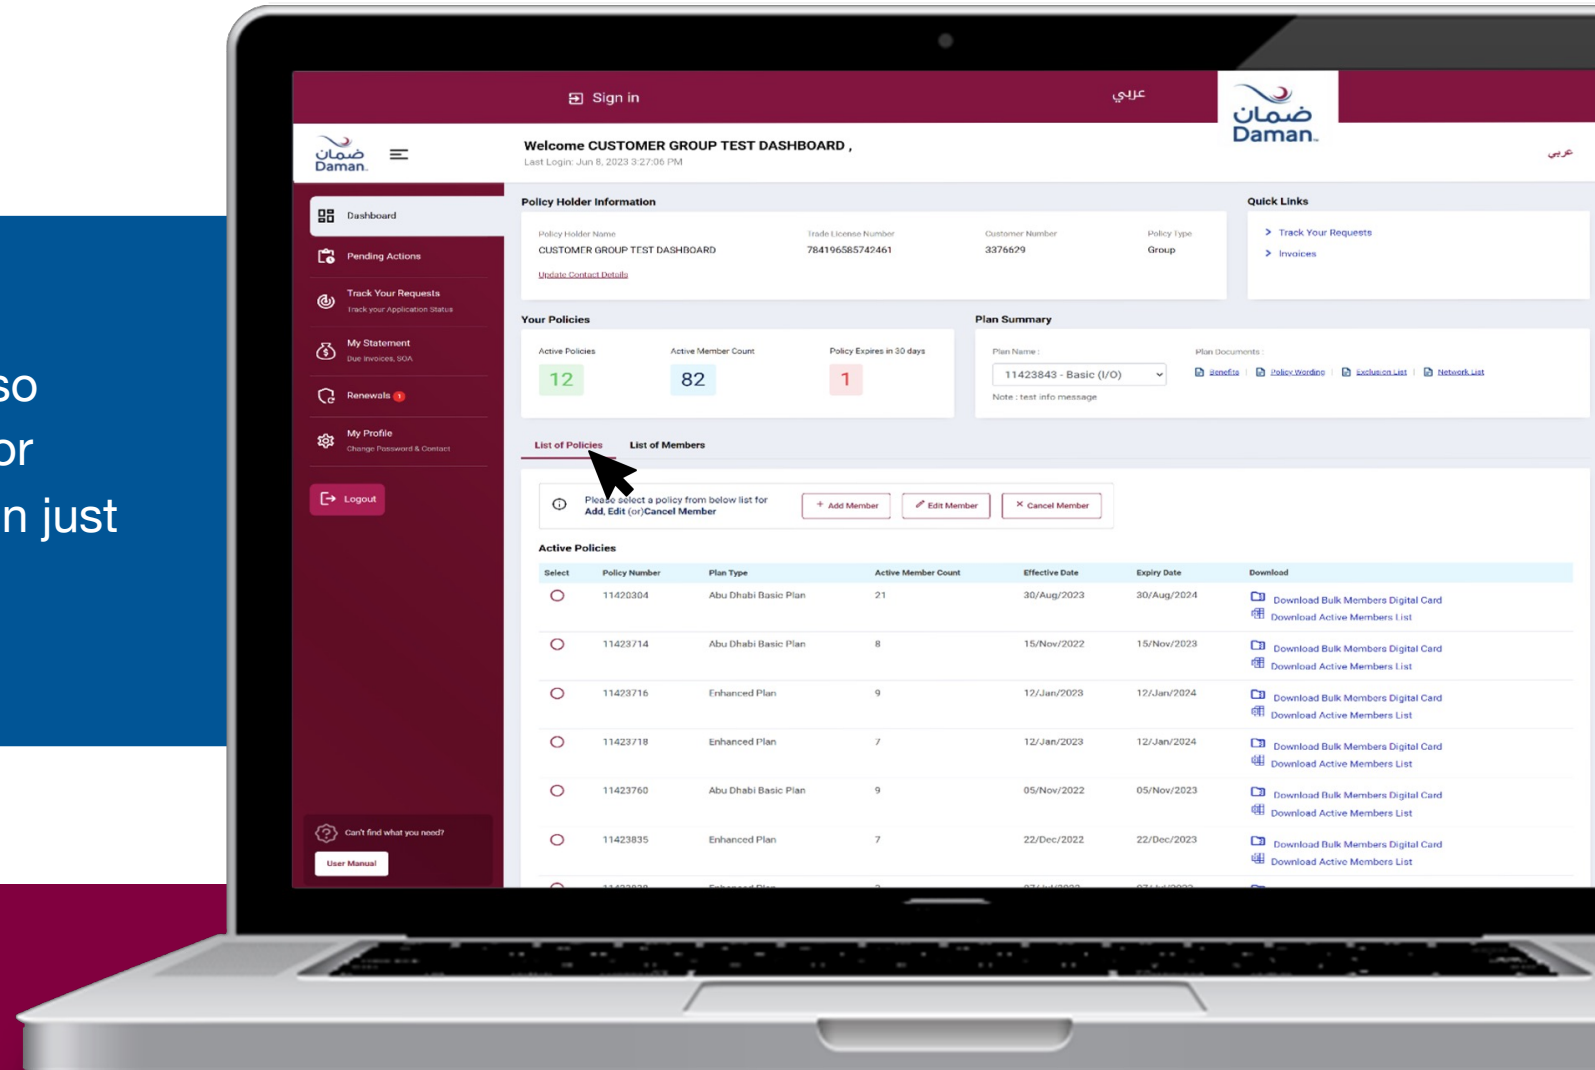 so
or
n just
Sign in
عربي
ضمان
Daman
ضمان
Daman
Welcome CUSTOMER GROUP TEST DASHBOARD ,
Last Login: Jun 8, 2023 3:27:06 PM
عربي
Dashboard
Pending Actions
Track Your Requests
Track your Application Status
My Statement
Due Invoices, SOA
Renewals 1
My Profile
Change Password & Contact
Logout
Can't find what you need?
User Manual
Policy Holder Information
Policy Holder Name Trade License Number Customer Number Policy Type
CUSTOMER GROUP TEST DASHBOARD 784196585742461 3376629 Group
Update Contact Details
Quick Links
> Track Your Requests
> Invoices
Your Policies
Active Policies Active Member Count Policy Expires in 30 days
12 82 1
Plan Summary
Plan Name : Plan Documents :
11423843 - Basic (I/O) Benefits | Policy Wording | Exclusion List | Network List
Note : test info message
List of Policies List of Members
Please select a policy from below list for
Add, Edit (or)Cancel Member
+ Add Member Edit Member × Cancel Member
Active Policies
Select Policy Number Plan Type Active Member Count Effective Date Expiry Date Download
11420304 Abu Dhabi Basic Plan 21 30/Aug/2023 30/Aug/2024 Download Bulk Members Digital Card
Download Active Members List
11423714 Abu Dhabi Basic Plan 8 15/Nov/2022 15/Nov/2023 Download Bulk Members Digital Card
Download Active Members List
11423716 Enhanced Plan 9 12/Jan/2023 12/Jan/2024 Download Bulk Members Digital Card
Download Active Members List
11423718 Enhanced Plan 7 12/Jan/2023 12/Jan/2024 Download Bulk Members Digital Card
Download Active Members List
11423760 Abu Dhabi Basic Plan 9 05/Nov/2022 05/Nov/2023 Download Bulk Members Digital Card
Download Active Members List
11423835 Enhanced Plan 7 22/Dec/2022 22/Dec/2023 Download Bulk Members Digital Card
Download Active Members List